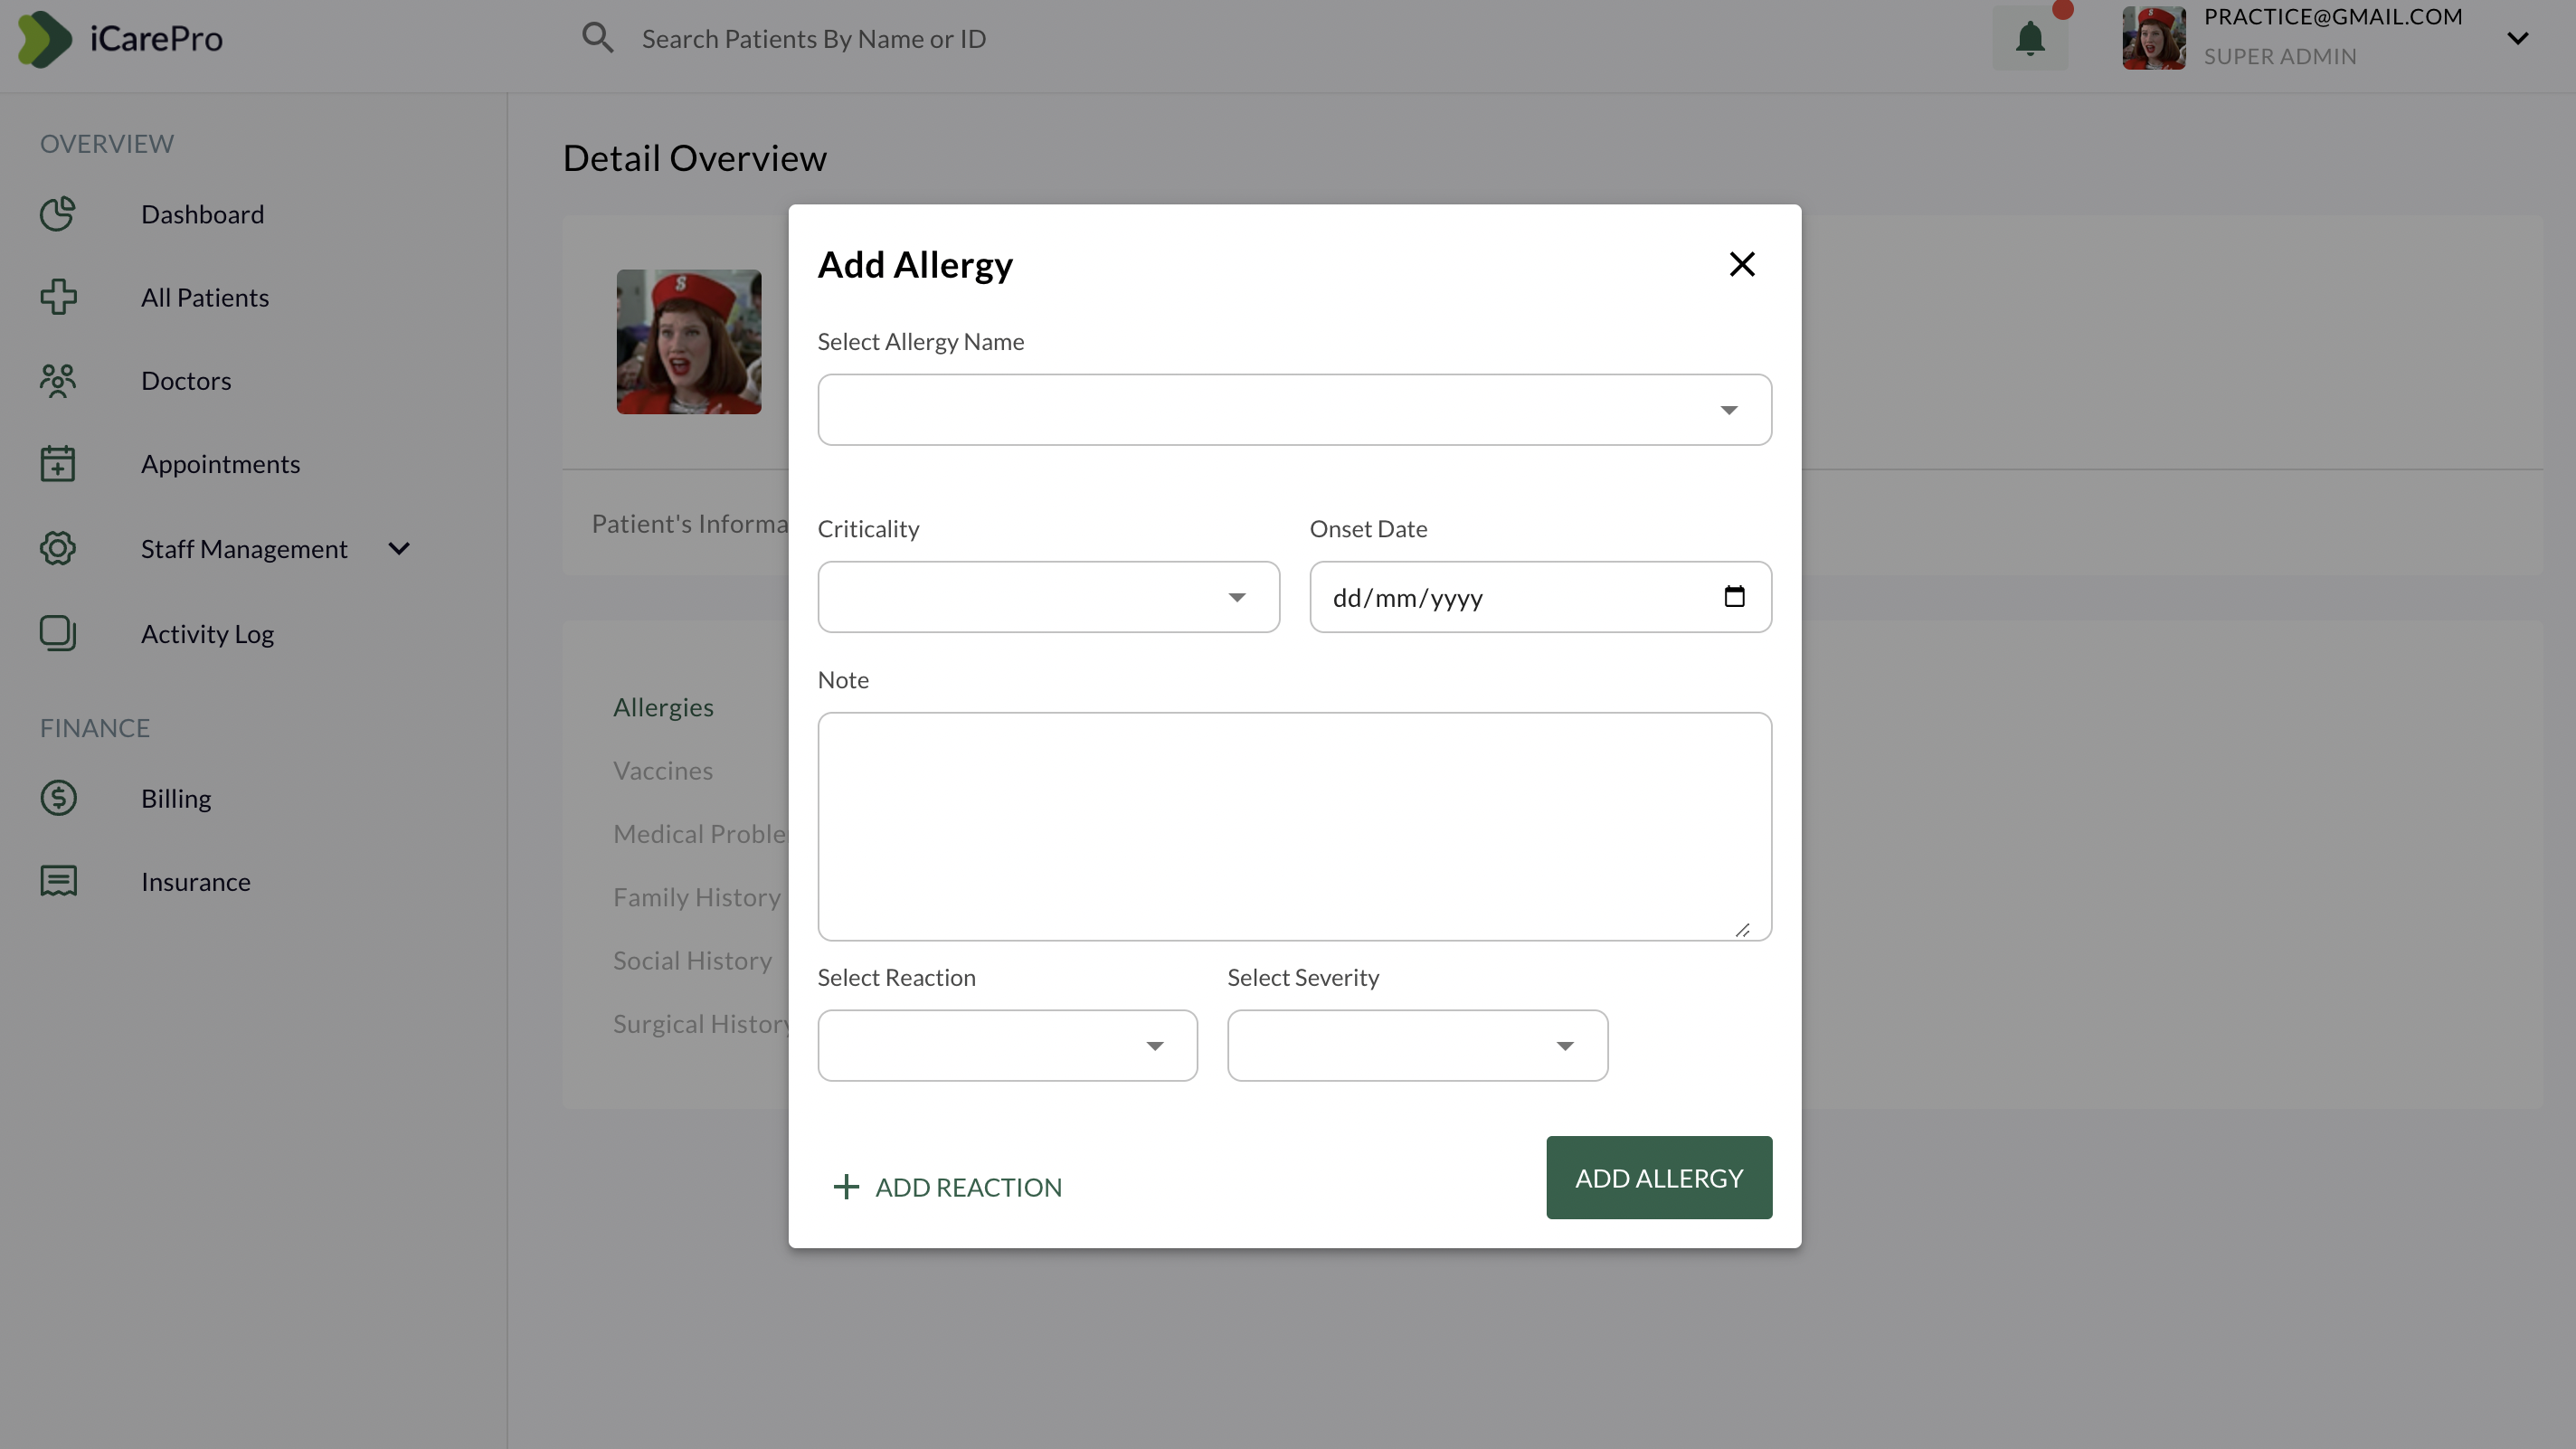 iCarePro
Search Patients By Name or ID
PRACTICE@GMAIL.COM
SUPER ADMIN
OVERVIEW
Dashboard
All Patients
Doctors
Appointments
Staff Management
Activity Log
FINANCE
Billing
Insurance
Detail Overview
S
Patient's Informa
Allergies
Vaccines
Medical Proble
Family History
Social History
Surgical History
Add Allergy
Select Allergy Name
Criticality
Onset Date
dd/mm/yyyy
Note
Select Reaction
Select Severity
ADD REACTION
ADD ALLERGY